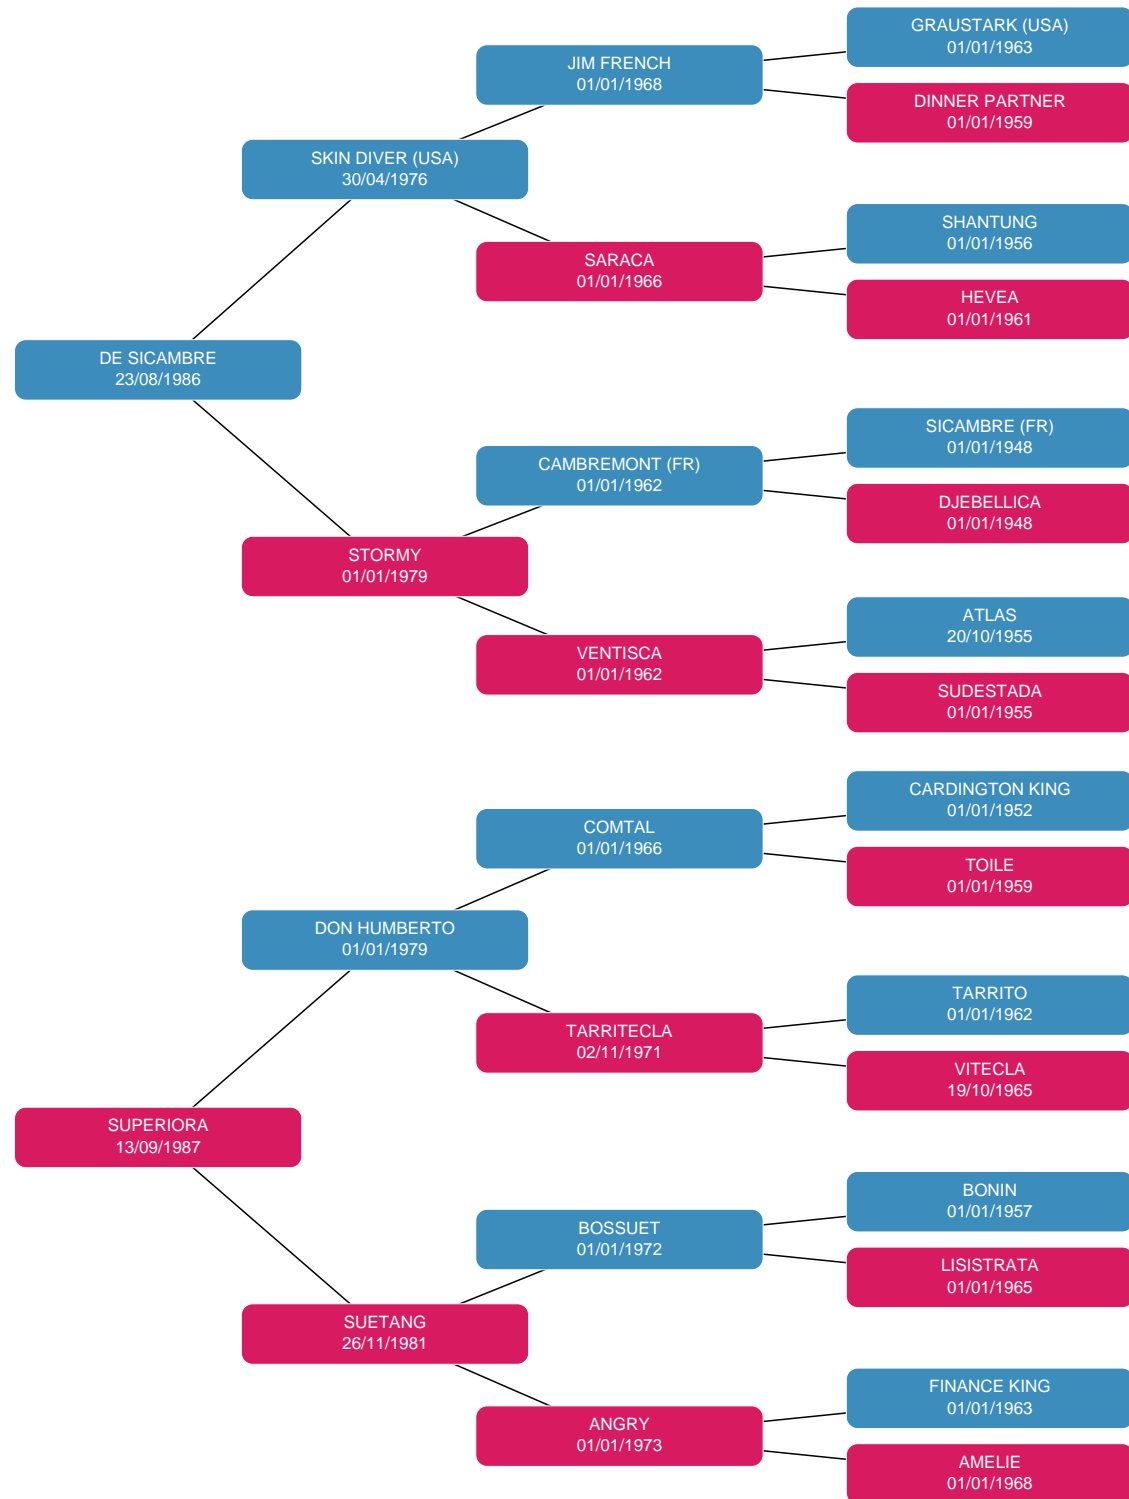 GRAUSTARK (USA)
01/01/1963
JIM FRENCH
01/01/1968
DINNER PARTNER
01/01/1959
SKIN DIVER (USA)
30/04/1976
SHANTUNG
01/01/1956
SARACA
01/01/1966
HEVEA
01/01/1961
DE SICAMBRE
23/08/1986
SICAMBRE (FR)
01/01/1948
CAMBREMONT (FR)
01/01/1962
DJEBELLICA
01/01/1948
STORMY
01/01/1979
ATLAS
20/10/1955
VENTISCA
01/01/1962
SUDESTADA
01/01/1955
CARDINGTON KING
01/01/1952
COMTAL
01/01/1966
TOILE
01/01/1959
DON HUMBERTO
01/01/1979
TARRITO
01/01/1962
TARRITECLA
02/11/1971
VITECLA
19/10/1965
SUPERIORA
13/09/1987
BONIN
01/01/1957
BOSSUET
01/01/1972
LISISTRATA
01/01/1965
SUETANG
26/11/1981
FINANCE KING
01/01/1963
ANGRY
01/01/1973
AMELIE
01/01/1968